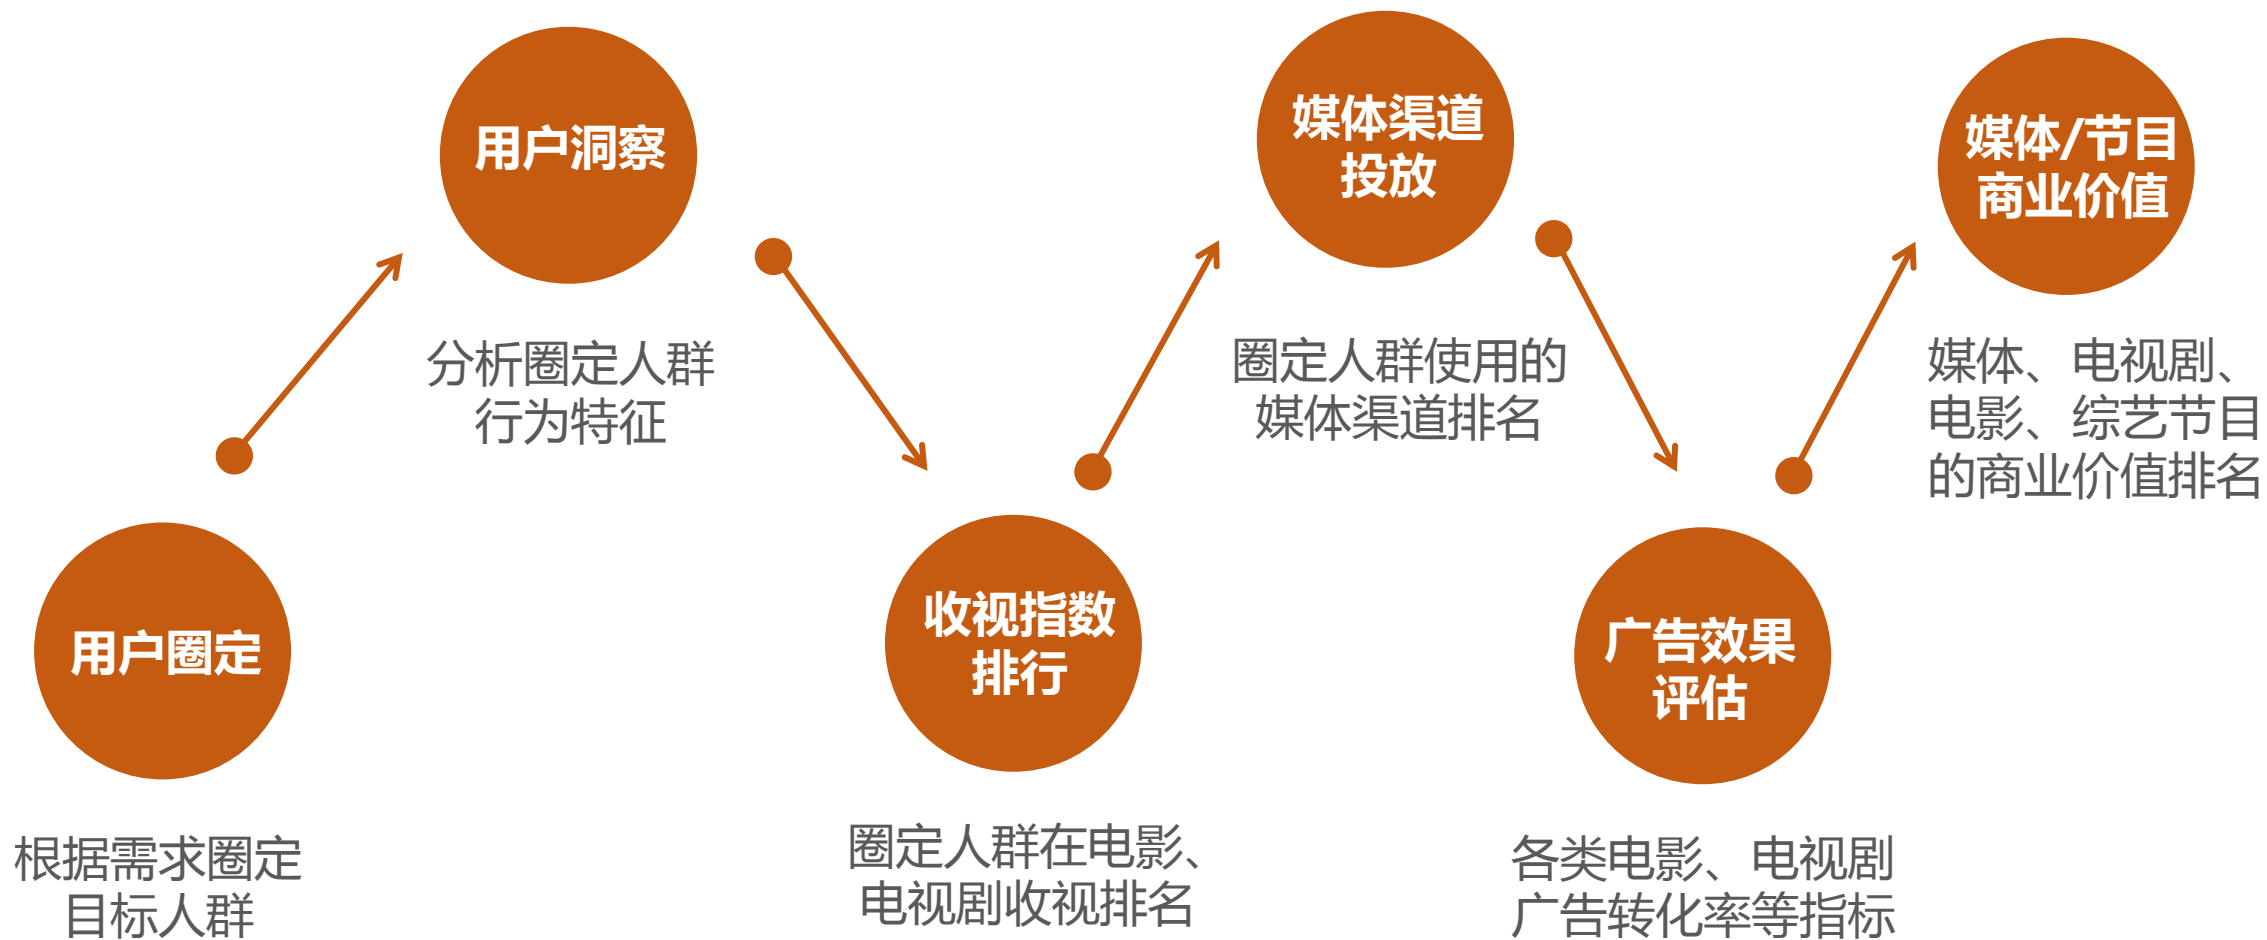 用户圈定
根据需求圈定
目标人群
用户洞察
分析圈定人群
行为特征
收视指数
排行
圈定人群在电影、
电视剧收视排名
媒体渠道
投放
圈定人群使用的
媒体渠道排名
广告效果
评估
各类电影、电视剧
广告转化率等指标
媒体/节目
商业价值
媒体、电视剧、
电影、综艺节目
的商业价值排名